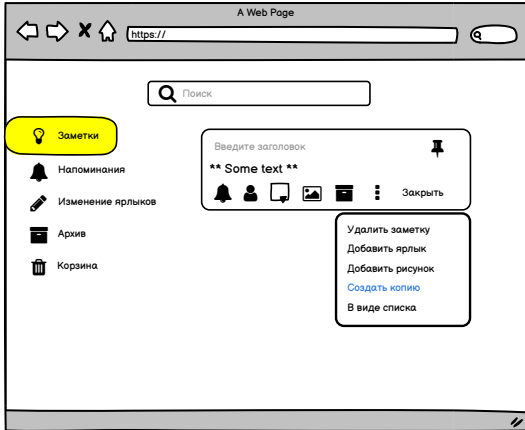 A Web Page
https://
Поиск
Заметки
Напоминания
Изменение ярлыков
Архив
Корзина
Введите заголовок
** Some text **
Закрыть
Удалить заметку
Добавить ярлык
Добавить рисунок
Создать копию
В виде списка